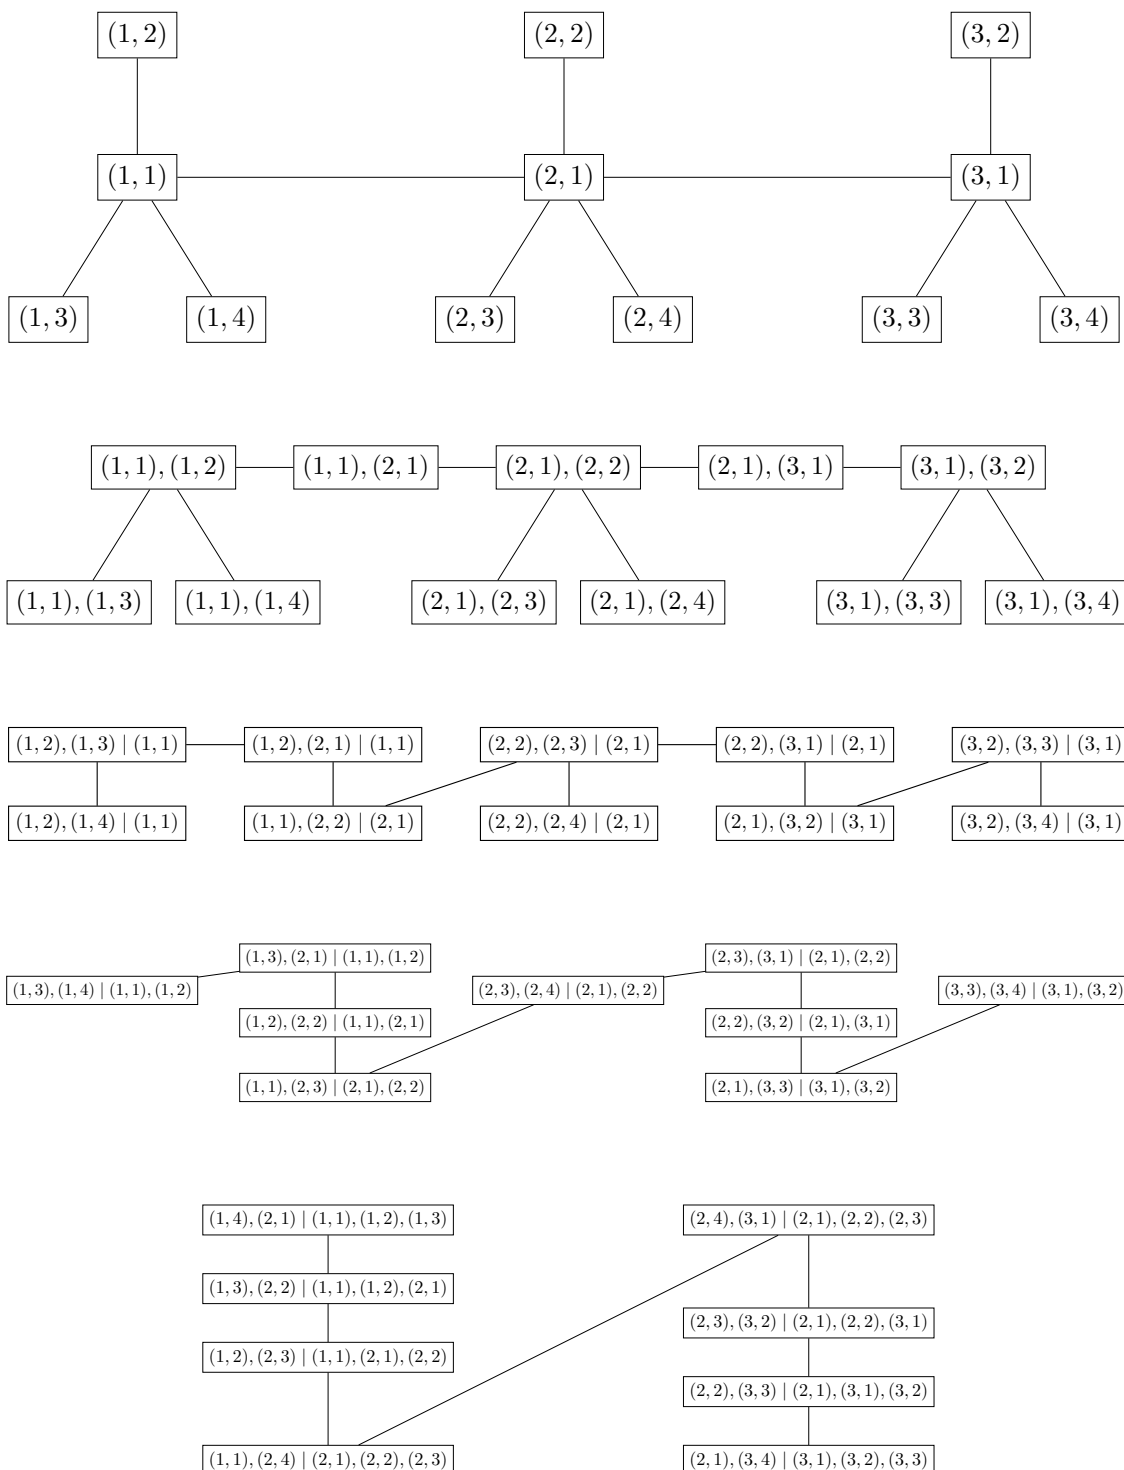 (1, 2) (2, 2) (3, 2)
(1, 1) (2, 1) (3, 1)
(1, 3) (1, 4) (2, 3) (2, 4) (3, 3) (3, 4)
(1, 1), (1, 2) (1, 1), (2, 1) (2, 1), (2, 2) (2, 1), (3, 1) (3, 1), (3, 2)
(1, 1), (1, 3) (1, 1), (1, 4) (2, 1), (2, 3) (2, 1), (2, 4) (3, 1), (3, 3) (3, 1), (3, 4)
(1, 2), (1, 3) | (1, 1) (1, 2), (2, 1) | (1, 1) (2, 2), (2, 3) | (2, 1) (2, 2), (3, 1) | (2, 1) (3, 2), (3, 3) | (3, 1)
(1, 2), (1, 4) | (1, 1) (1, 1), (2, 2) | (2, 1) (2, 2), (2, 4) | (2, 1) (2, 1), (3, 2) | (3, 1) (3, 2), (3, 4) | (3, 1)
(1, 3), (2, 1) | (1, 1), (1, 2) (2, 3), (3, 1) | (2, 1), (2, 2)
(1, 3), (1, 4) | (1, 1), (1, 2) (2, 3), (2, 4) | (2, 1), (2, 2) (3, 3), (3, 4) | (3, 1), (3, 2)
(1, 2), (2, 2) | (1, 1), (2, 1) (2, 2), (3, 2) | (2, 1), (3, 1)
(1, 1), (2, 3) | (2, 1), (2, 2) (2, 1), (3, 3) | (3, 1), (3, 2)
(1, 4), (2, 1) | (1, 1), (1, 2), (1, 3) (2, 4), (3, 1) | (2, 1), (2, 2), (2, 3)
(1, 3), (2, 2) | (1, 1), (1, 2), (2, 1)
(2, 3), (3, 2) | (2, 1), (2, 2), (3, 1)
(1, 2), (2, 3) | (1, 1), (2, 1), (2, 2)
(2, 2), (3, 3) | (2, 1), (3, 1), (3, 2)
(1, 1), (2, 4) | (2, 1), (2, 2), (2, 3) (2, 1), (3, 4) | (3, 1), (3, 2), (3, 3)